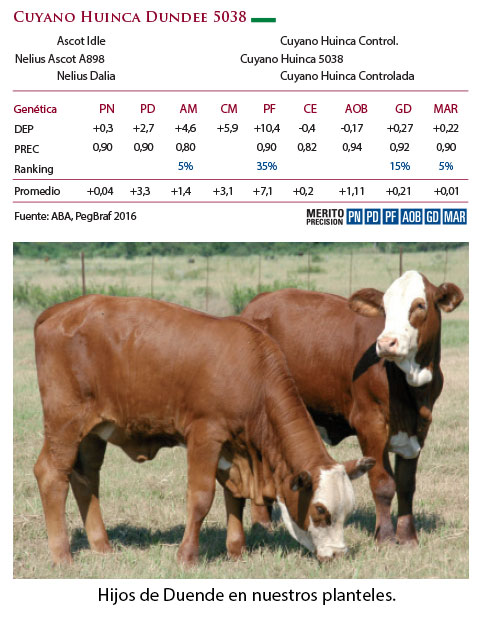 Cuyano Huinca Dundee 5038
Ascot Idle Cuyano Huinca Control.
Nelius Ascot A898 Cuyano Huinca 5038
Nelius Dalia Cuyano Huinca Controlada
Genética PN PD AM CM PF CE AOB GD MAR
DEP +0,3 +2,7 +4,6 +5,9 +10,4 -0,4 -0,17 +0,27 +0,22
PREC 0,90 0,90 0,80 0,90 0,82 0,94 0,92 0,90
Ranking 5% 35% 15% 5%
Promedio +0,04 +3,3 +1,4 +3,1 +7,1 +0,2 +1,11 +0,21 +0,01
Fuente: ABA, PegBraf 2016 MERITO PRECISION PN PD PF AOB GD MAR
Hijos de Duende en nuestros planteles.